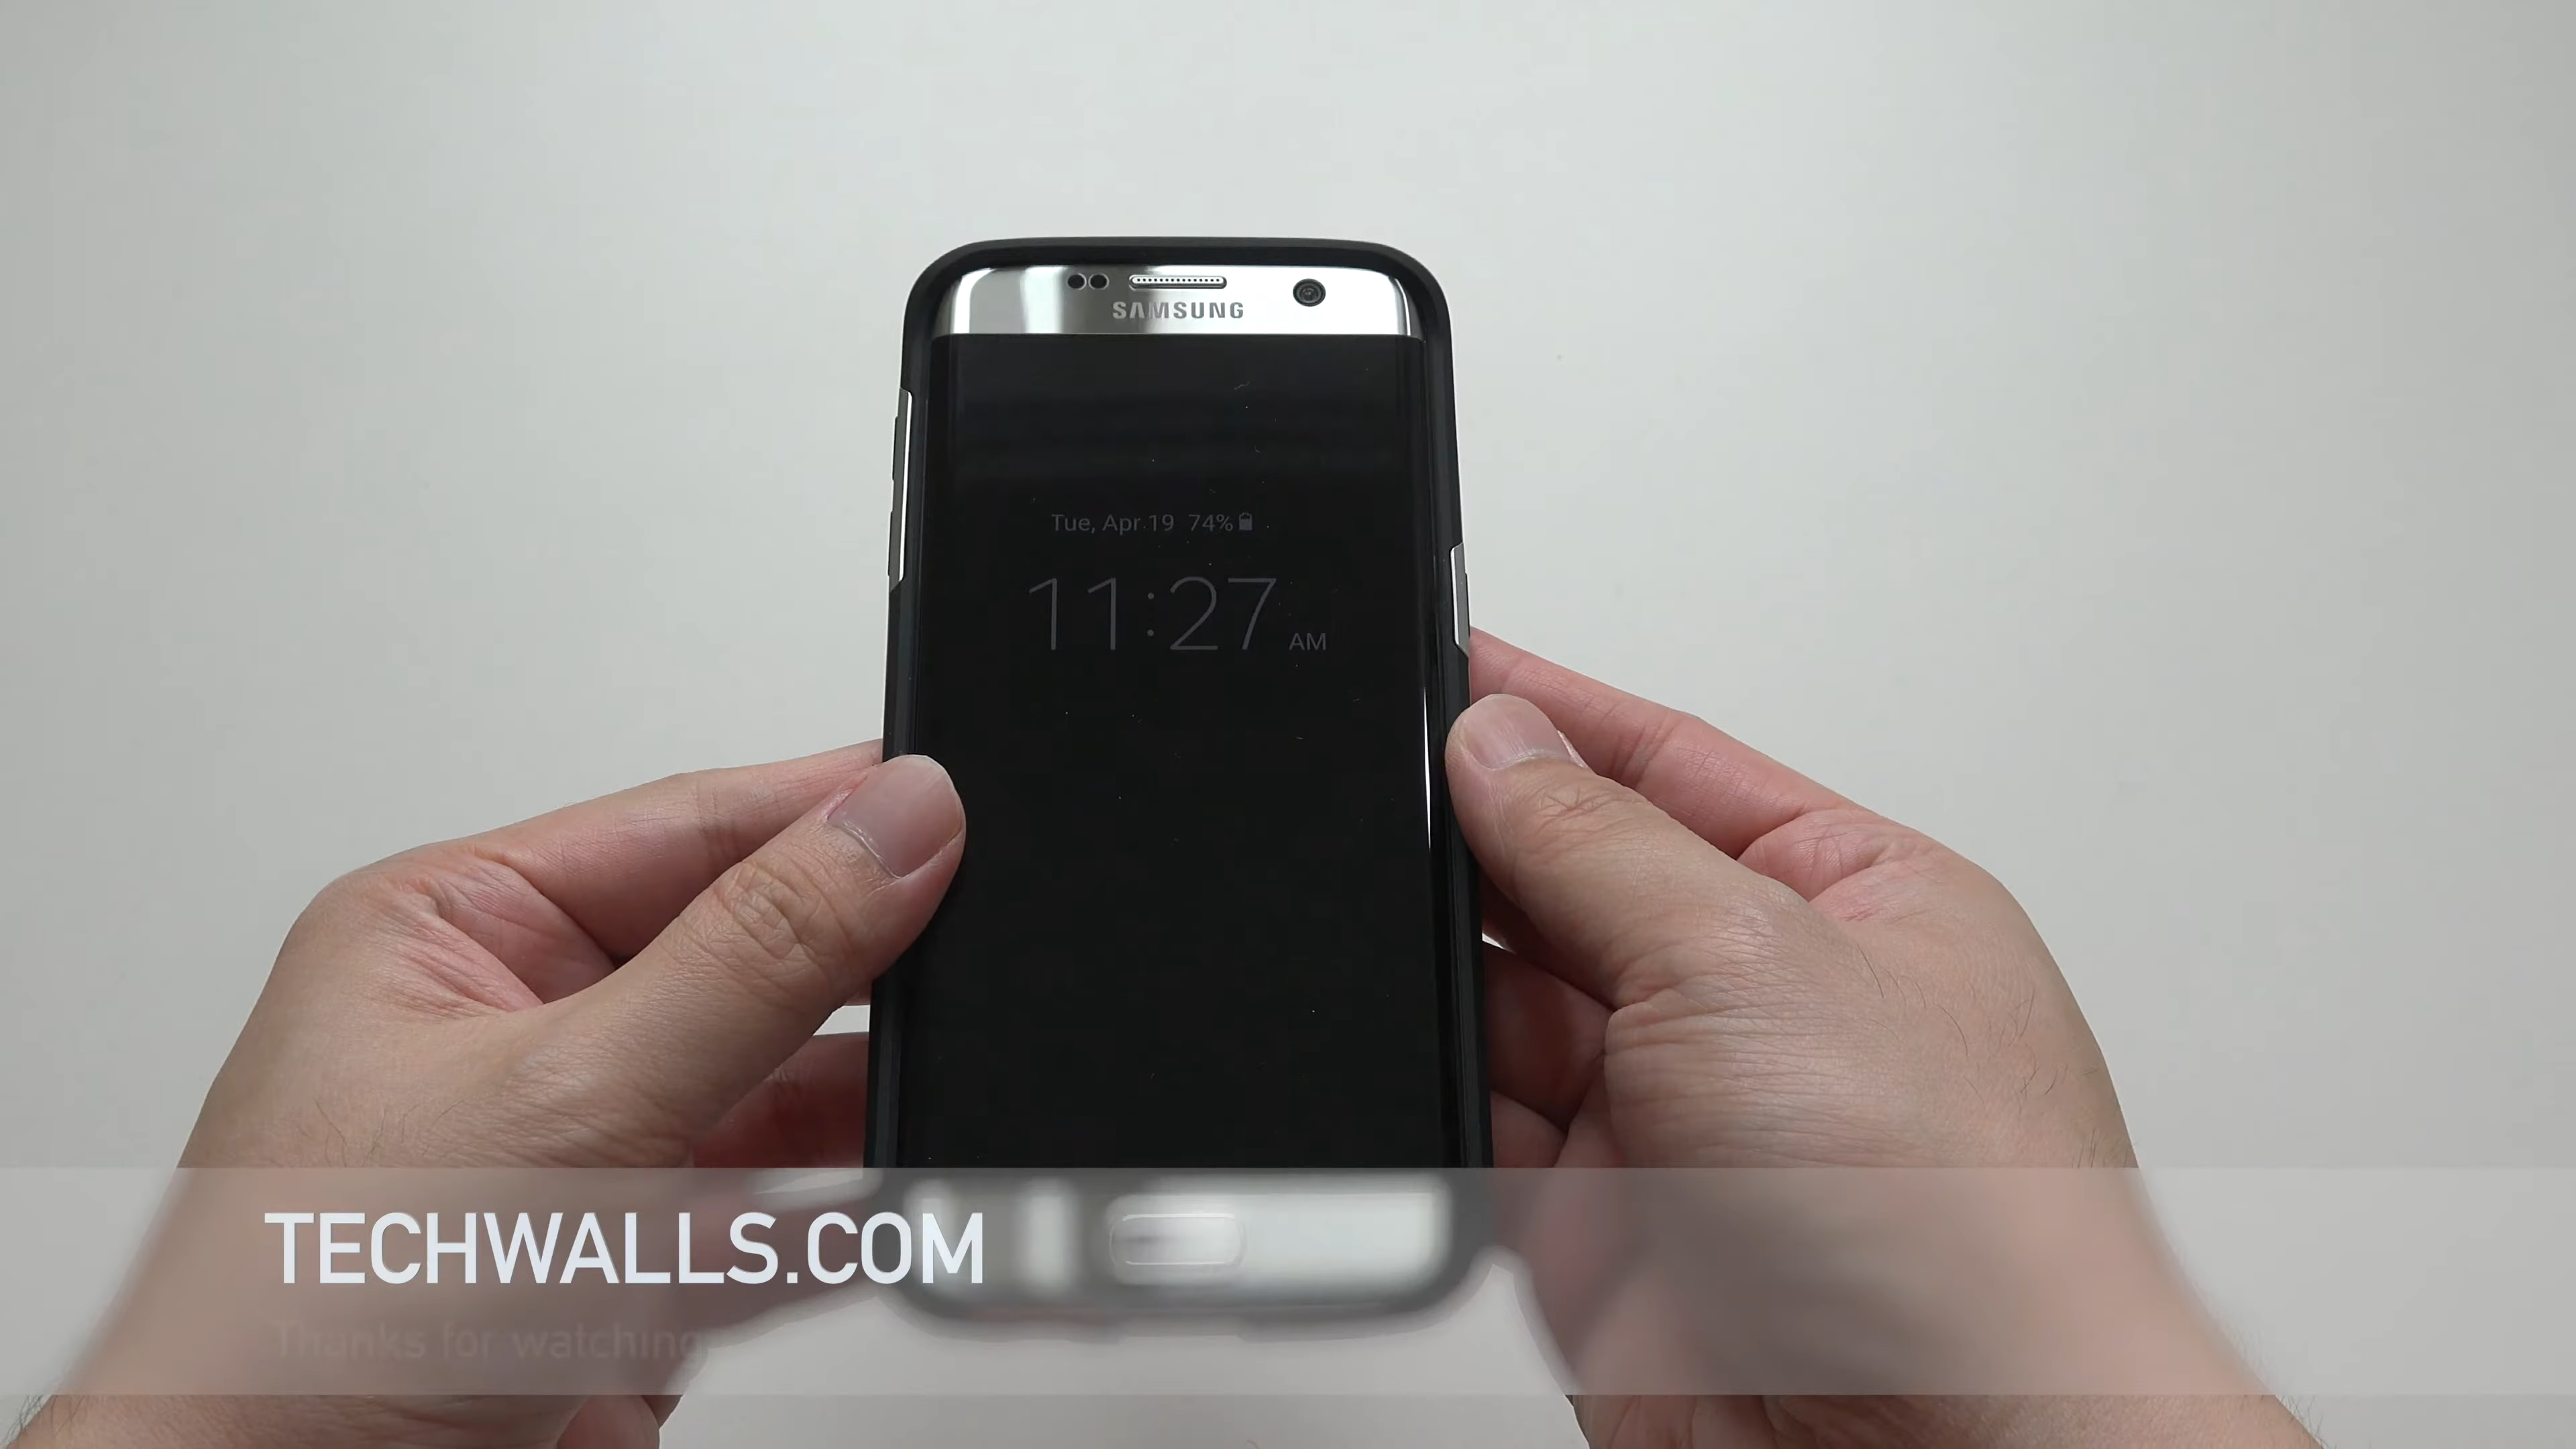 SAMSUNG
Tue, Apr 19 74%
11:27 AM
TECHWALLS.COM
Thanks for watching